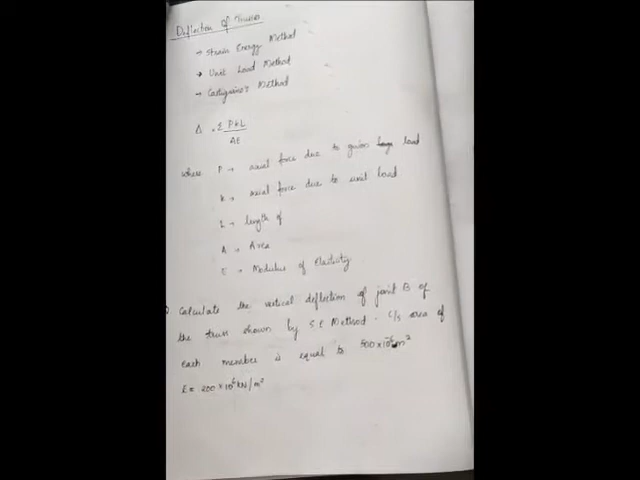 Deflection of Trusses
→ Strain Energy Method
→ Unit Load Method
→ Castigliano's Method
Δ = Σ PkL
AE
where P → axial force due to given load
k → axial force due to unit load
L → length of
A → Area
E → Modulus of Elasticity
Calculate the vertical deflection of joint B of
the truss shown by S.E Method. C/s area of
each member is equal to 500×10⁻⁶m²
E = 200×10⁶ kN/m²